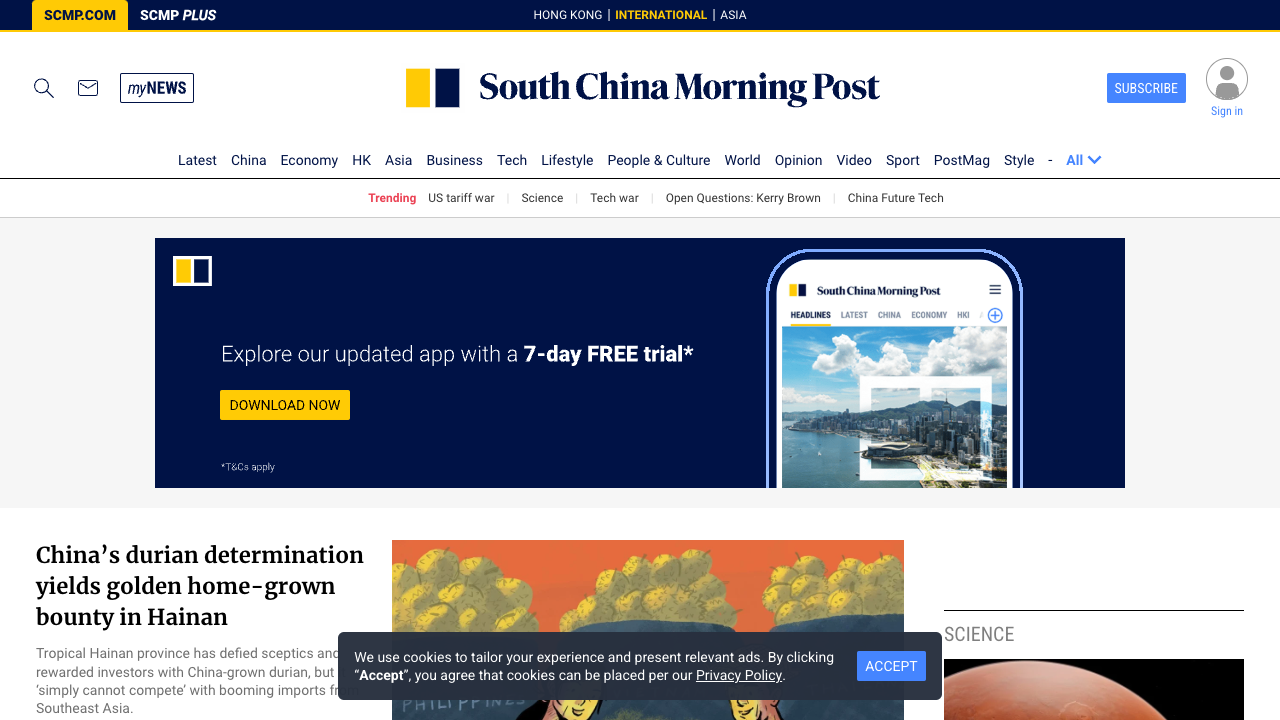 SCMP.COM
SCMP PLUS
HONG KONG | INTERNATIONAL | ASIA
myNEWS
South China Morning Post
SUBSCRIBE
Sign in
Latest China Economy HK Asia Business Tech Lifestyle People & Culture World Opinion Video Sport PostMag Style - All
Trending US tariff war | Science | Tech war | Open Questions: Kerry Brown | China Future Tech
South China Morning Post
HEADLINES LATEST CHINA ECONOMY HKI
Explore our updated app with a 7-day FREE trial*
DOWNLOAD NOW
*T&Cs apply
China’s durian determination
yields golden home-grown
bounty in Hainan
Tropical Hainan province has defied sceptics and
rewarded investors with China-grown durian, but
‘simply cannot compete’ with booming imports from
Southeast Asia.
PHILIPPINES
SCIENCE
We use cookies to tailor your experience and present relevant ads. By clicking
“Accept”, you agree that cookies can be placed per our Privacy Policy.
ACCEPT